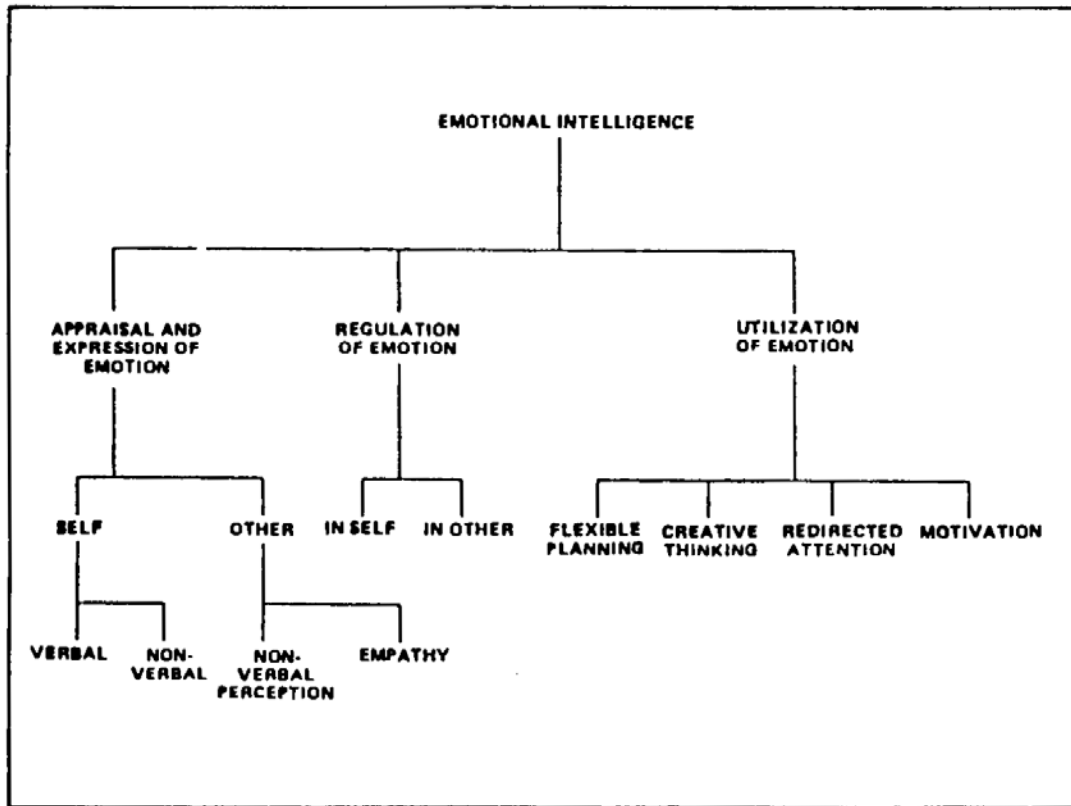 EMOTIONAL INTELLIGENCE
APPRAISAL AND
EXPRESSION OF
EMOTION
REGULATION
OF EMOTION
UTILIZATION
OF EMOTION
SELF
OTHER
IN SELF
IN OTHER
FLEXIBLE
PLANNING
CREATIVE
THINKING
REDIRECTED
ATTENTION
MOTIVATION
VERBAL
NON-
VERBAL
NON-
VERBAL
PERCEPTION
EMPATHY